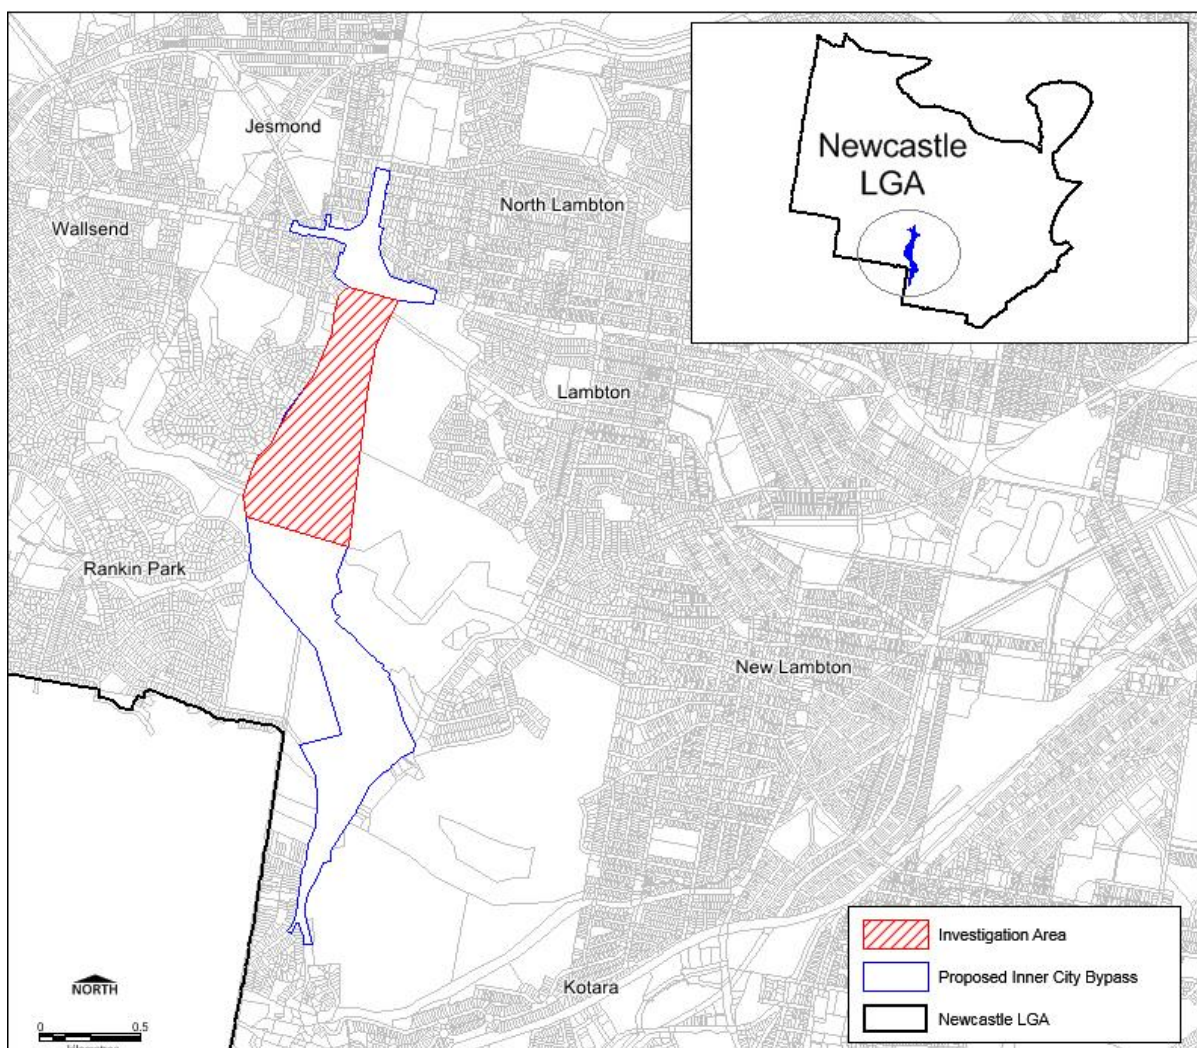 Newcastle
LGA
Jesmond
North Lambton
Wallsend
Lambton
Rankin Park
New Lambton
Kotara
NORTH
0 0.5
Kilometres
Investigation Area
Proposed Inner City Bypass
Newcastle LGA